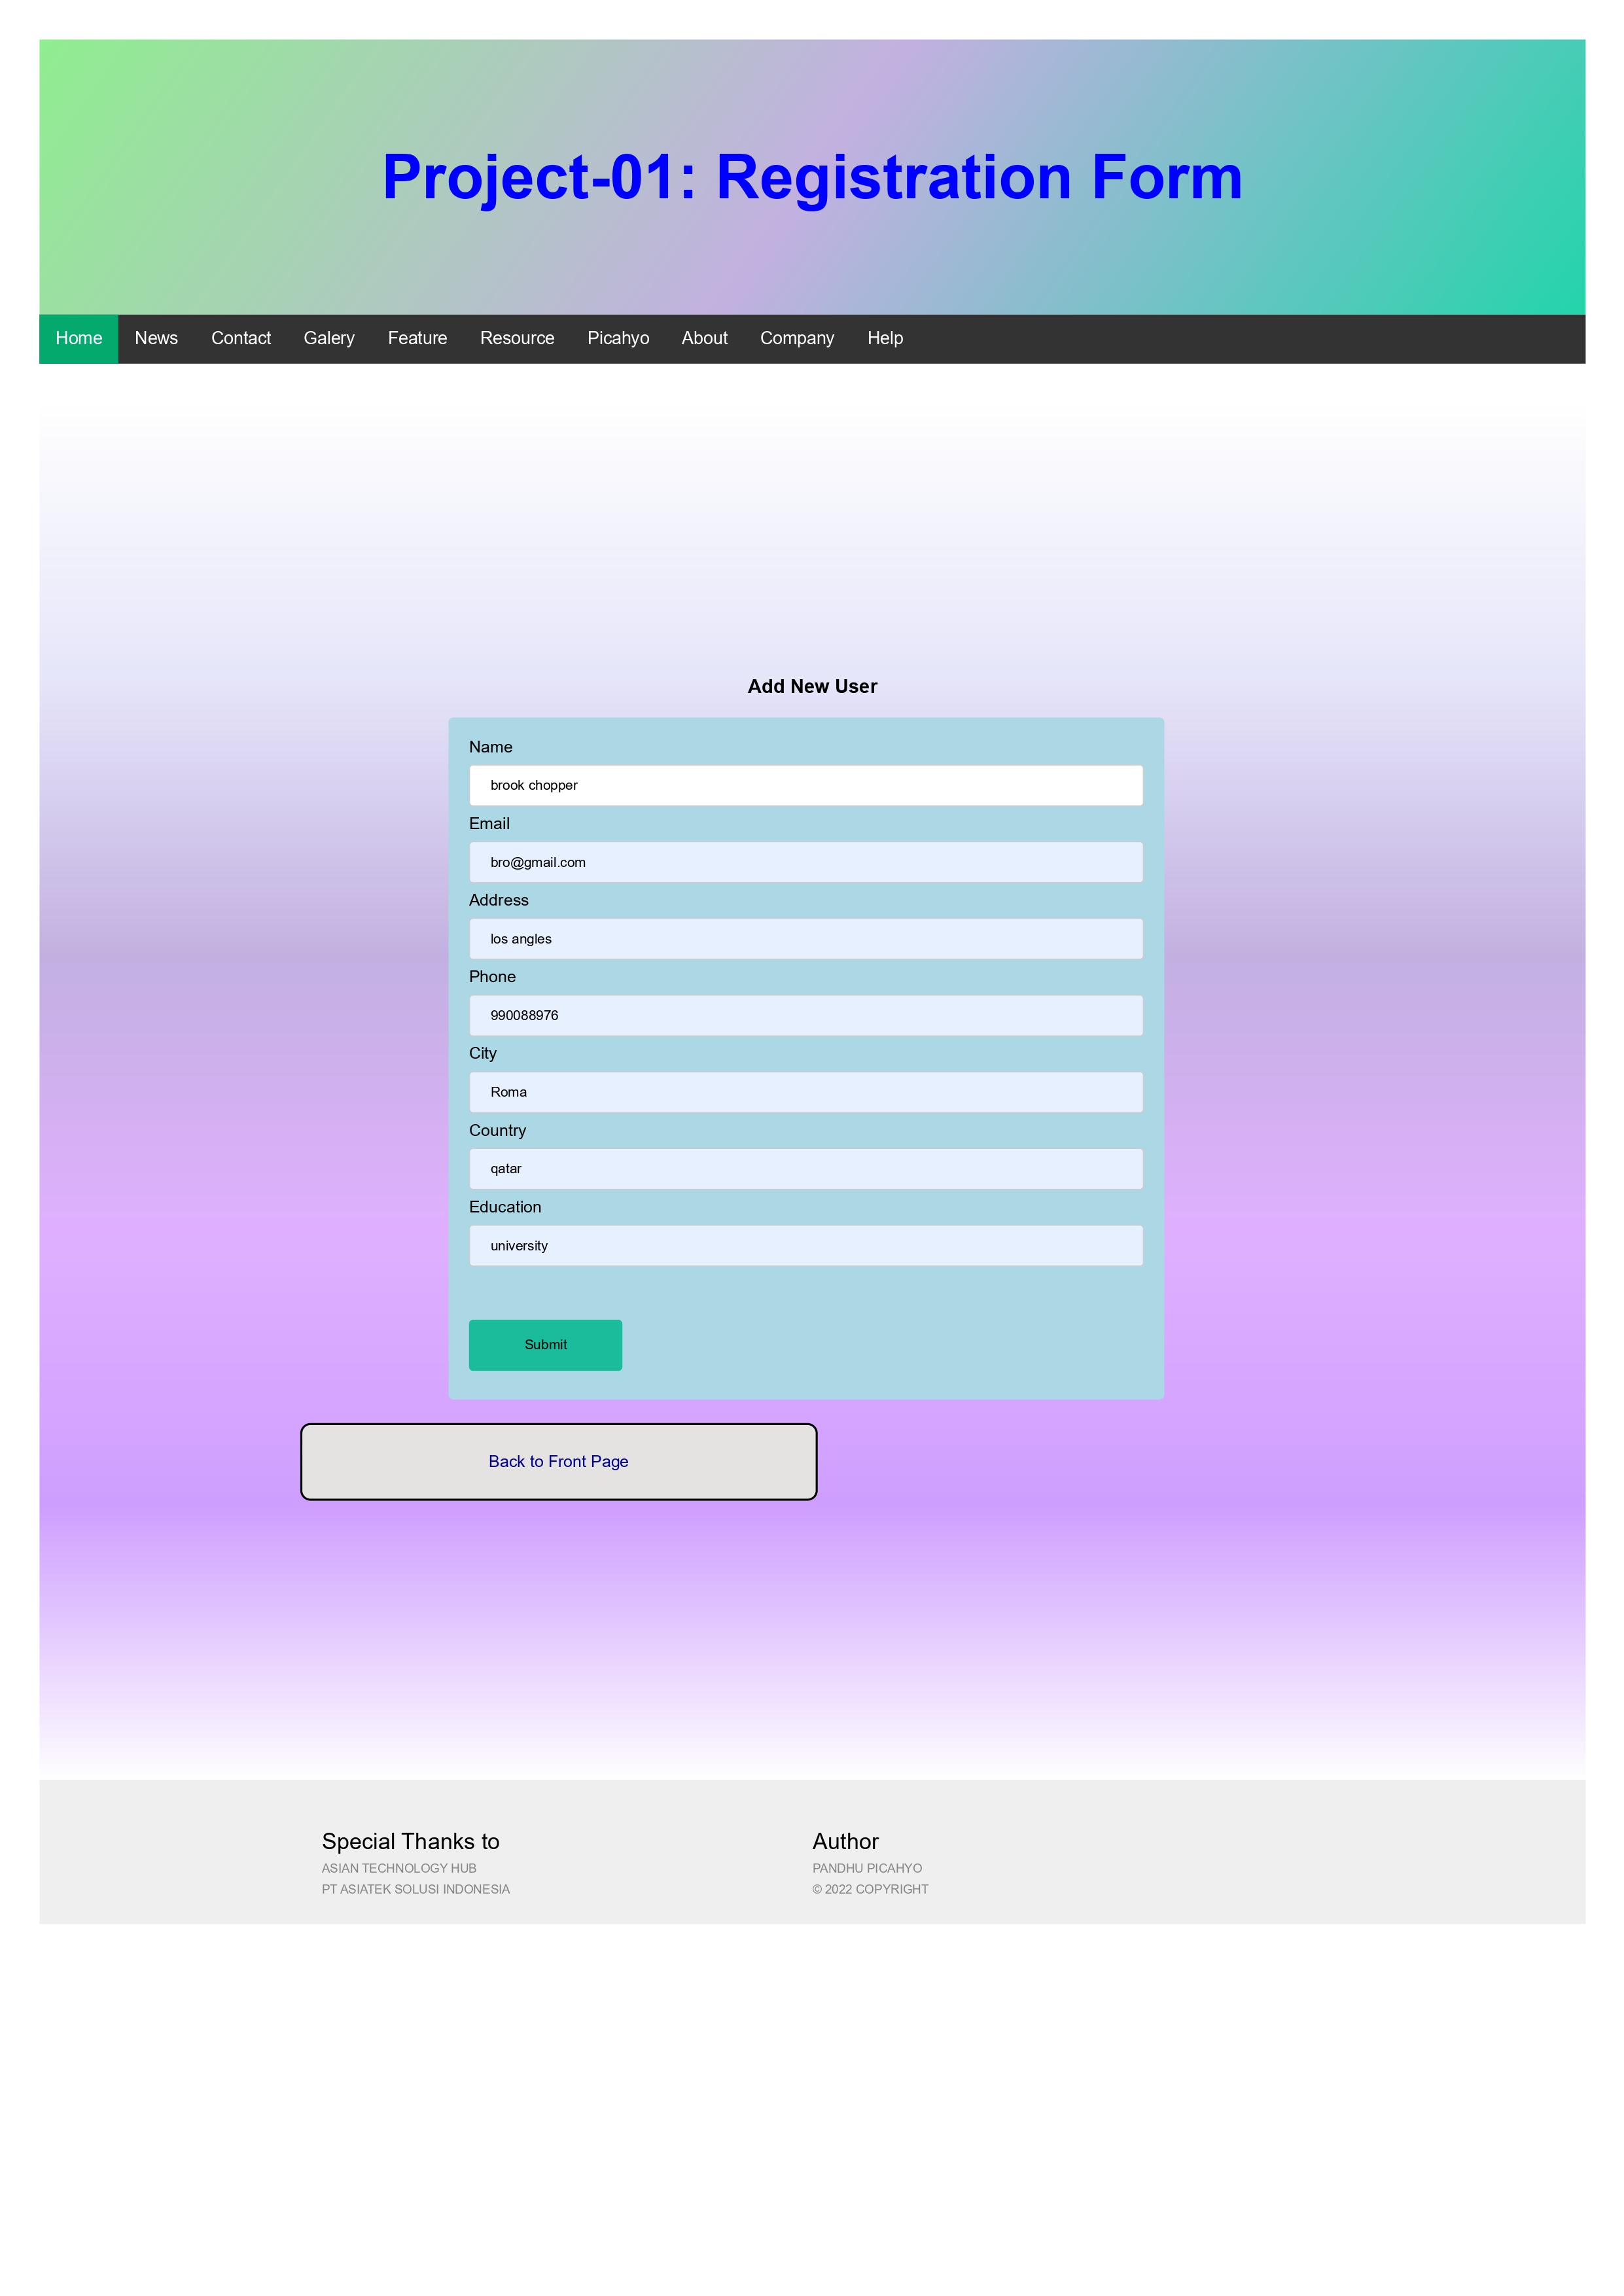 Project-01: Registration Form
Home News Contact Galery Feature Resource Picahyo About Company Help
Add New User
Name
brook chopper
Email
bro@gmail.com
Address
los angles
Phone
990088976
City
Roma
Country
qatar
Education
university
Submit
Back to Front Page
Special Thanks to
ASIAN TECHNOLOGY HUB
PT ASIATEK SOLUSI INDONESIA
Author
PANDHU PICAHYO
© 2022 COPYRIGHT